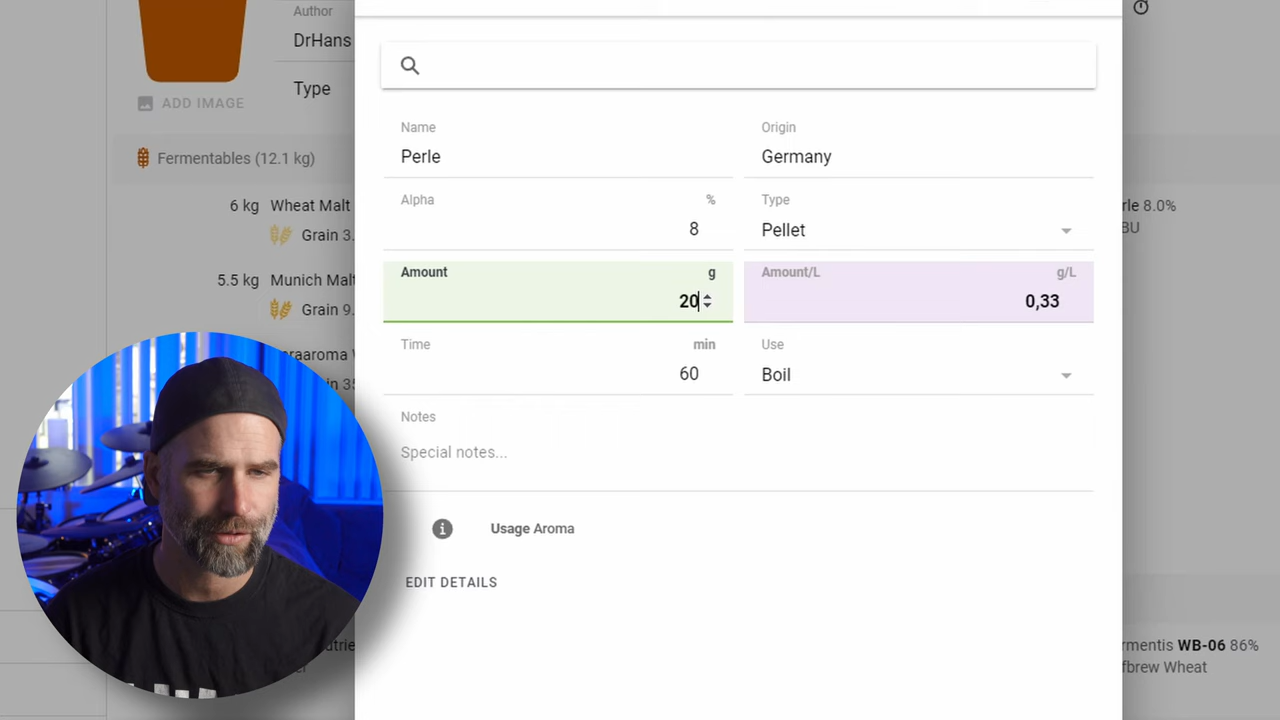 Author
DrHans
Type
ADD IMAGE
Fermentables (12.1 kg)
6 kg Wheat Malt
Grain 3.
5.5 kg Munich Malt
Grain 9.
Name
Perle
Origin
Germany
Alpha %
8
Type
Pellet
Amount g
20
Amount/L g/L
0,33
Time min
60
Use
Boil
Notes
Special notes...
Usage Aroma
EDIT DETAILS
rle 8.0%
BU
rmentis WB-06 86%
fbrew Wheat